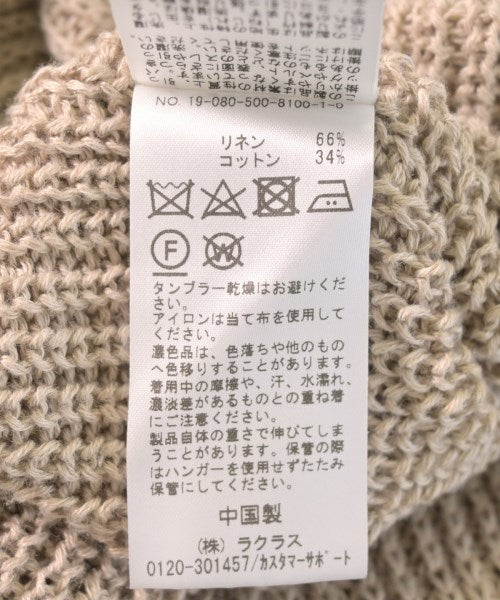 NO. 19-080-500-8100-1-0
リネン 66%
コットン 34%
F
W
タンブラー乾燥はお避けくだ
さい。
アイロンは当て布を使用して
ください。
濃色品は、色落ちや他のもの
へ色移りすることがあります。
着用中の摩擦や、汗、水濡れ、
濃淡差があるものとの重ね着
にご注意ください。
製品自体の重さで伸びてしま
うことがあります。保管の際
はハンガーを使用せずたたみ
保管にしてください。
中国製
(株) ラクラス
0120-301457/カスタマーサポート